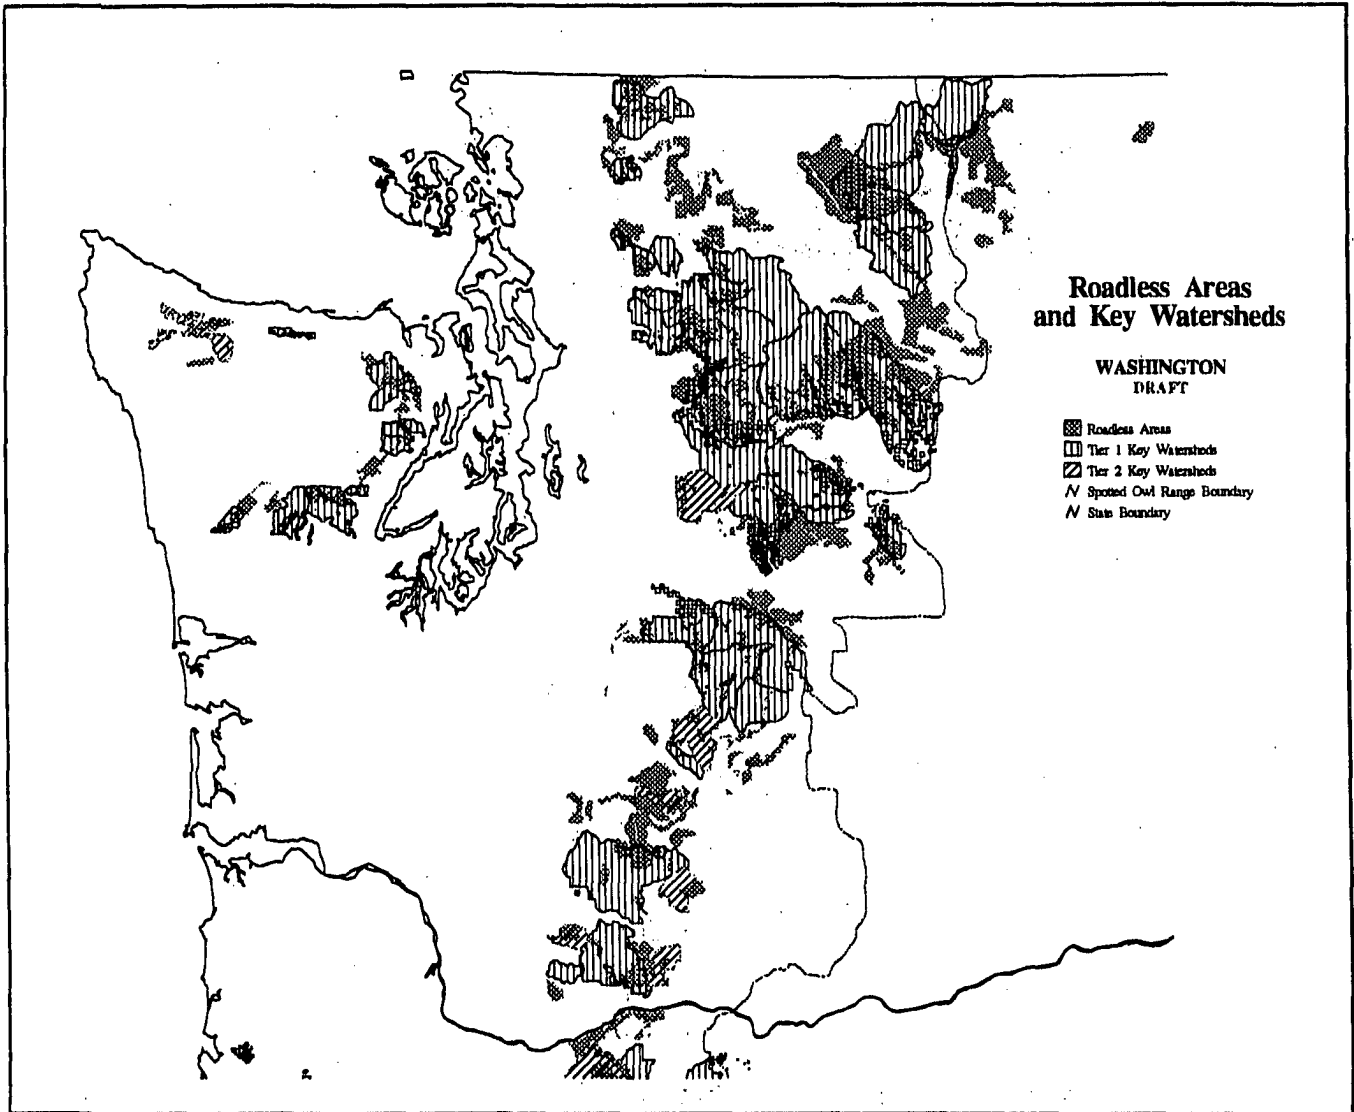 Roadless Areas
and Key Watersheds
WASHINGTON
DRAFT
Roadless Areas
Tier 1 Key Watersheds
Tier 2 Key Watersheds
Spotted Owl Range Boundary
State Boundary